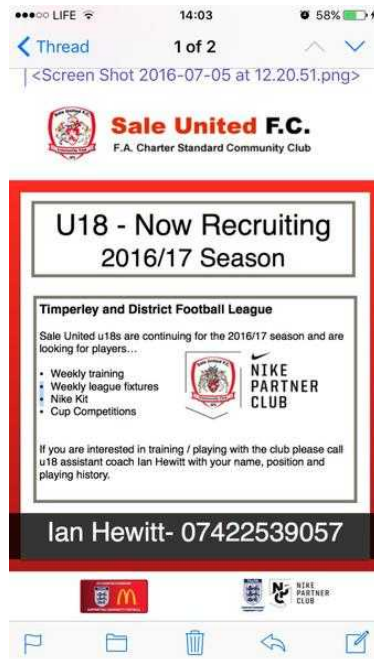 LIFE
14:03
58%
Thread
1 of 2
<Screen Shot 2016-07-05 at 12.20.51.png>
Sale United F.C.
F.A. Charter Standard Community Club
U18 - Now Recruiting
2016/17 Season
Timperley and District Football League
Sale United u18s are continuing for the 2016/17 season and are
looking for players...
• Weekly training
• Weekly league fixtures
• Nike Kit
• Cup Competitions
NIKE
PARTNER
CLUB
If you are interested in training / playing with the club please call
u18 assistant coach Ian Hewitt with your name, position and
playing history.
Ian Hewitt- 07422539057
NIKE
PARTNER
CLUB